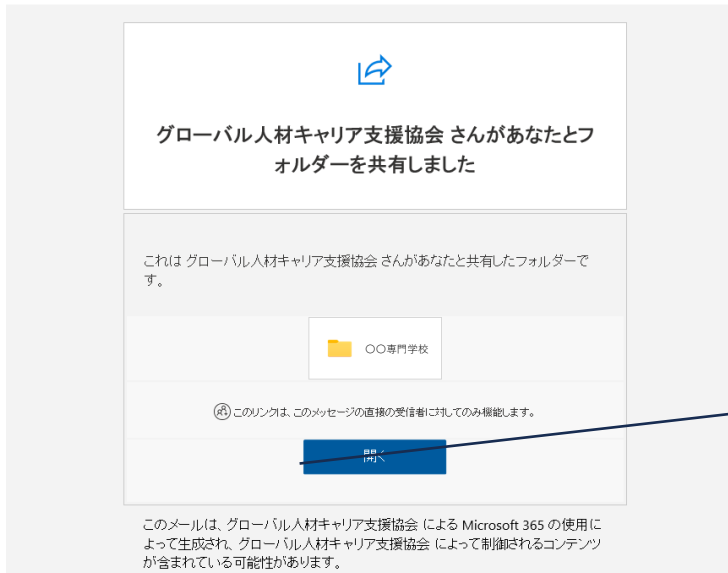 グローバル人材キャリア支援協会 さんがあなたとフ
ォルダーを共有しました
これは グローバル人材キャリア支援協会 さんがあなたと共有したフォルダーで
す。
〇〇専門学校
このリンクは、このメッセージの直接の受信者に対してのみ機能します。
開く
このメールは、グローバル人材キャリア支援協会 による Microsoft 365 の使用に
よって生成され、グローバル人材キャリア支援協会 によって制御されるコンテンツ
が含まれている可能性があります。